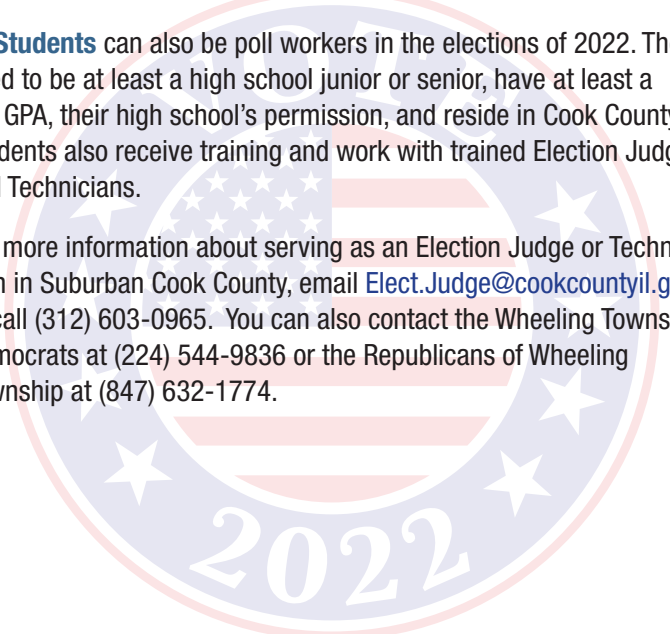 Students can also be poll workers in the elections of 2022. Th
ed to be at least a high school junior or senior, have at least a
GPA, their high school’s permission, and reside in Cook County
dents also receive training and work with trained Election Judg
Technicians.
more information about serving as an Election Judge or Techn
n in Suburban Cook County, email Elect.Judge@cookcountyil.g
call (312) 603-0965. You can also contact the Wheeling Towns
mocrats at (224) 544-9836 or the Republicans of Wheeling
wnship at (847) 632-1774.
VOTE
2022